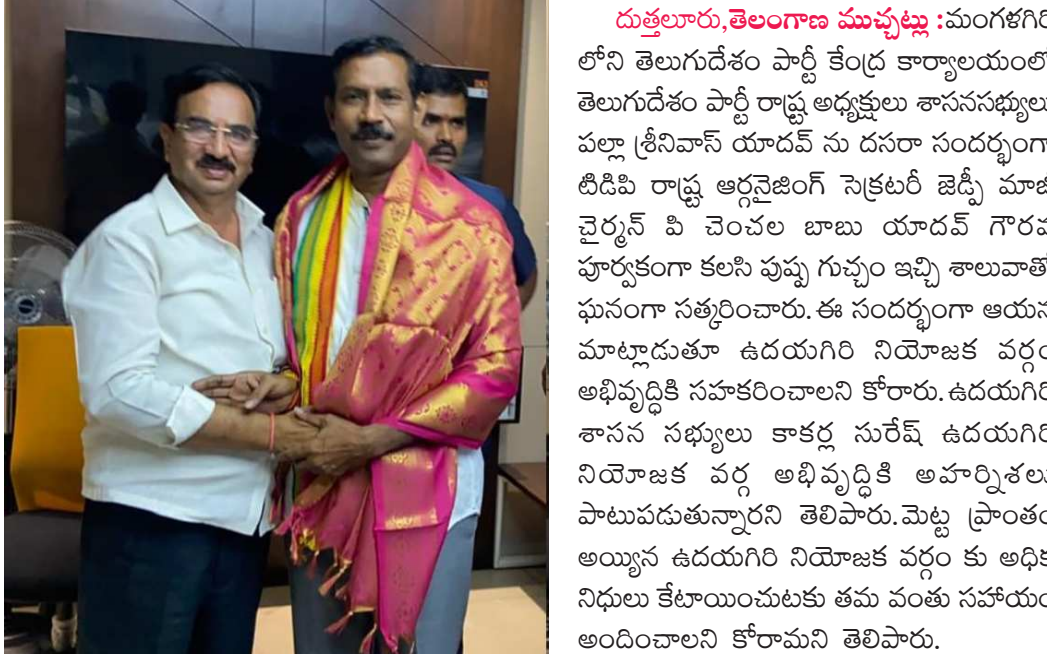 దుత్తలూరు,తెలంగాణ ముచ్చట్లు :మంగళగిరి
లోని తెలుగుదేశం పార్టీ కేంద్ర కార్యాలయంలో
తెలుగుదేశం పార్టీ రాష్ట్ర అధ్యక్షులు శాసనసభ్యులు
పల్లా శ్రీనివాస్ యాదవ్ ను దసరా సందర్భంగా
టిడిపి రాష్ట్ర ఆర్గనైజింగ్ సెక్రటరీ జెడ్పీ మాజీ
చైర్మన్ పి చెంచల బాబు యాదవ్ గౌరవ
పూర్వకంగా కలసి పుష్ప గుచ్చం ఇచ్చి శాలువాతో
ఘనంగా సత్కరించారు.ఈ సందర్భంగా ఆయన
మాట్లాడుతూ ఉదయగిరి నియోజక వర్గం
అభివృద్ధికి సహకరించాలని కోరారు.ఉదయగిరి
శాసన సభ్యులు కాకర్ల సురేష్ ఉదయగిరి
నియోజక వర్గ అభివృద్ధికి అహర్నిశలు
పాటుపడుతున్నారని తెలిపారు.మెట్ట ప్రాంతం
అయ్యిన ఉదయగిరి నియోజక వర్గం కు అధిక
నిధులు కేటాయించుటకు తమ వంతు సహాయం
అందించాలని కోరామని తెలిపారు.